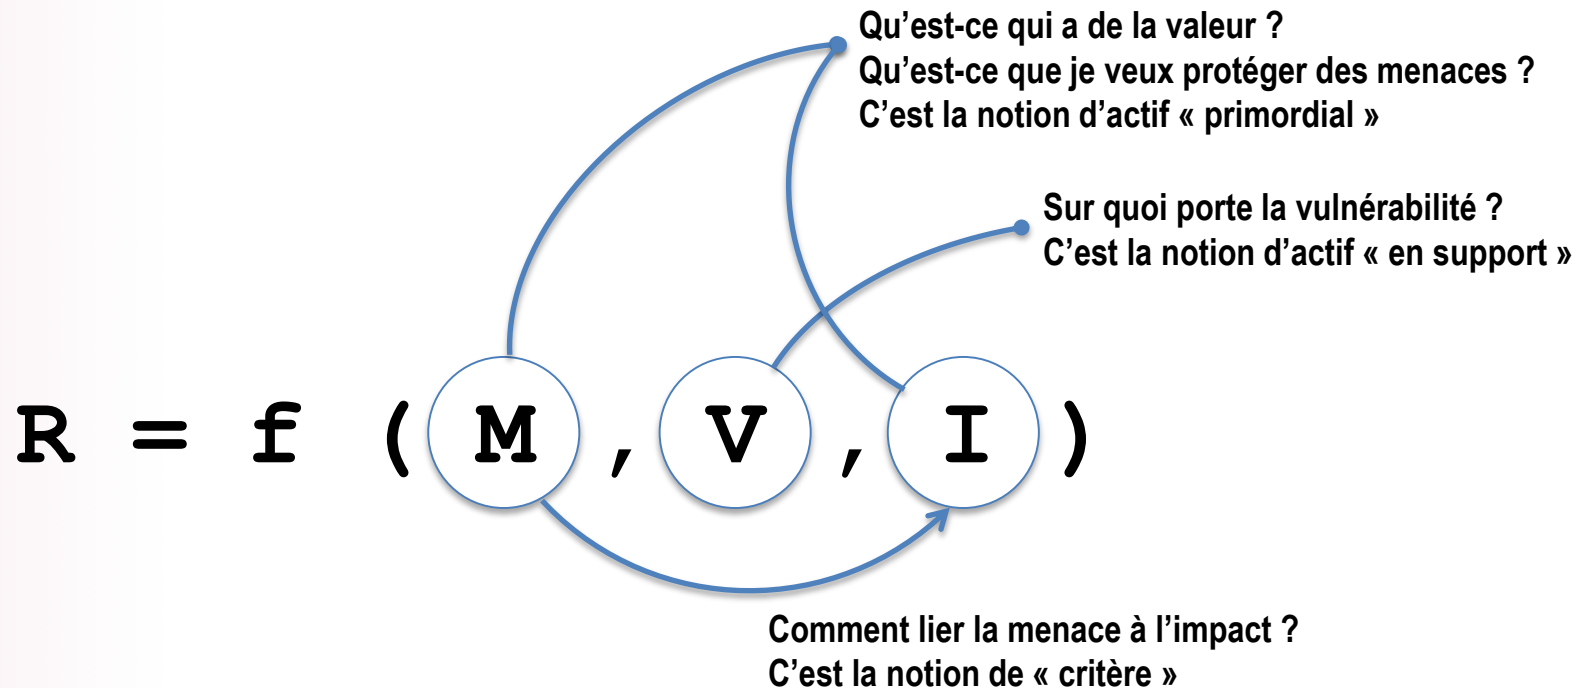 Qu’est-ce qui a de la valeur ?
Qu’est-ce que je veux protéger des menaces ?
C’est la notion d’actif « primordial »
Sur quoi porte la vulnérabilité ?
C’est la notion d’actif « en support »
R = f ( M , V , I )
Comment lier la menace à l’impact ?
C’est la notion de « critère »